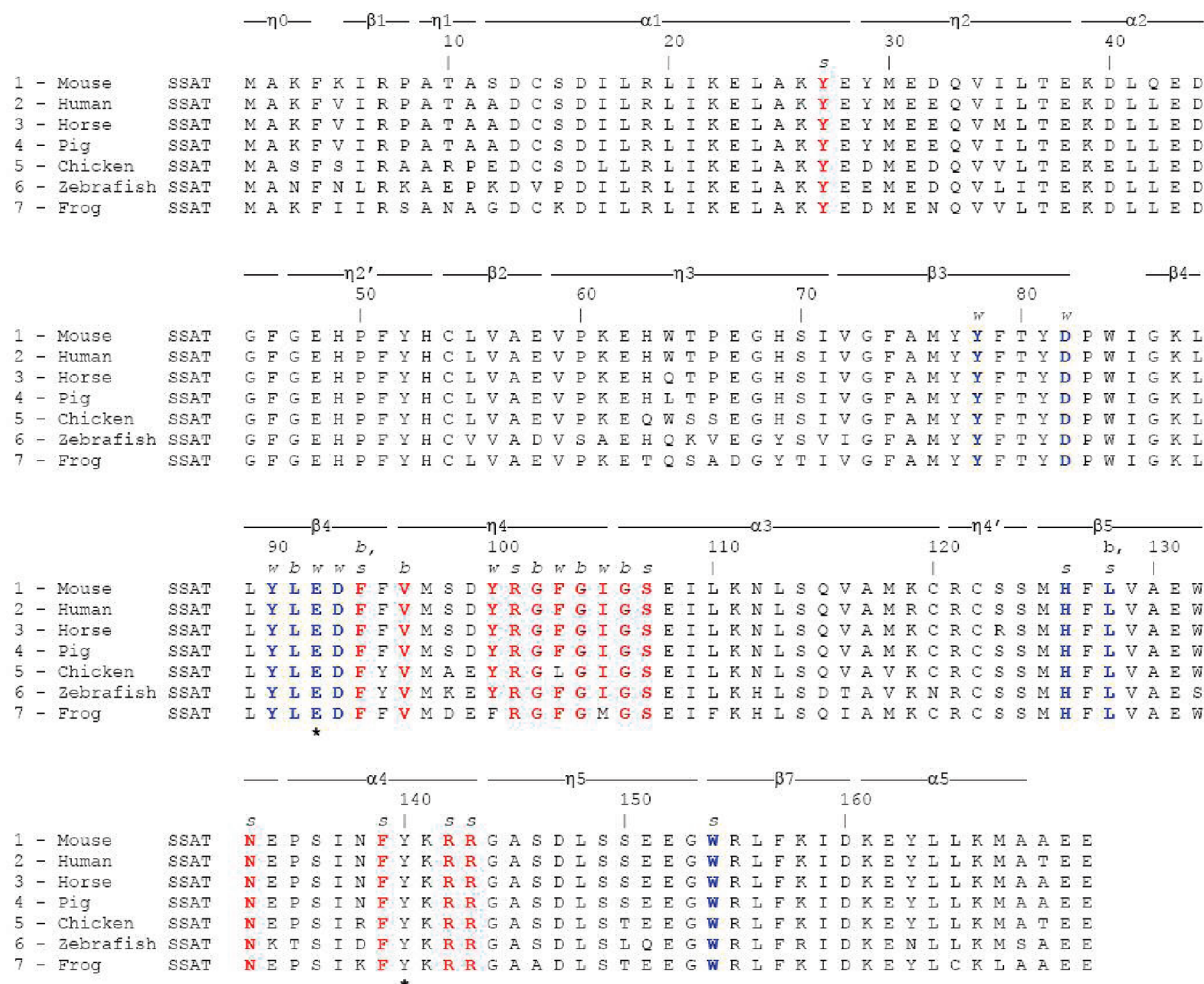 η0 β1 η1 α1 η2 α2
10 20 30 40
s
1 - Mouse SSAT M A K F K I R P A T A S D C S D I L R L I K E L A K Y E Y M E D Q V I L T E K D L Q E D
2 - Human SSAT M A K F V I R P A T A A D C S D I L R L I K E L A K Y E Y M E E Q V I L T E K D L L E D
3 - Horse SSAT M A K F V I R P A T A A D C S D I L R L I K E L A K Y E Y M E E Q V M L T E K D L L E D
4 - Pig SSAT M A K F V I R P A T A A D C S D I L R L I K E L A K Y E Y M E E Q V I L T E K D L L E D
5 - Chicken SSAT M A S F S I R A A R P E D C S D L L R L I K E L A K Y E D M E D Q V V L T E K E L L E D
6 - Zebrafish SSAT M A N F N L R K A E P K D V P D I L R L I K E L A K Y E E M E D Q V L I T E K D L L E D
7 - Frog SSAT M A K F I I R S A N A G D C K D I L R L I K E L A K Y E D M E N Q V V L T E K D L L E D
η2’ β2 η3 β3 β4
50 60 70 80
w w
1 - Mouse SSAT G F G E H P F Y H C L V A E V P K E H W T P E G H S I V G F A M Y Y F T Y D P W I G K L
2 - Human SSAT G F G E H P F Y H C L V A E V P K E H W T P E G H S I V G F A M Y Y F T Y D P W I G K L
3 - Horse SSAT G F G E H P F Y H C L V A E V P K E H Q T P E G H S I V G F A M Y Y F T Y D P W I G K L
4 - Pig SSAT G F G E H P F Y H C L V A E V P K E H L T P E G H S I V G F A M Y Y F T Y D P W I G K L
5 - Chicken SSAT G F G E H P F Y H C L V A E V P K E Q W S S E G H S I V G F A M Y Y F T Y D P W I G K L
6 - Zebrafish SSAT G F G E H P F Y H C V V A D V S A E H Q K V E G Y S V I G F A M Y Y F T Y D P W I G K L
7 - Frog SSAT G F G E H P F Y H C L V A E V P K E T Q S A D G Y T I V G F A M Y Y F T Y D P W I G K L
β4 η4 α3 η4’ β5
90 b, 100 110 120 b, 130
w b w w s b w s b w b w b s s s
1 - Mouse SSAT L Y L E D F F V M S D Y R G F G I G S E I L K N L S Q V A M K C R C S S M H F L V A E W
2 - Human SSAT L Y L E D F F V M S D Y R G F G I G S E I L K N L S Q V A M R C R C S S M H F L V A E W
3 - Horse SSAT L Y L E D F F V M S D Y R G F G I G S E I L K N L S Q V A M K C R C R S M H F L V A E W
4 - Pig SSAT L Y L E D F F V M S D Y R G F G I G S E I L K N L S Q V A M K C R C S S M H F L V A E W
5 - Chicken SSAT L Y L E D F Y V M A E Y R G L G I G S E I L K N L S Q V A V K C R C S S M H F L V A E W
6 - Zebrafish SSAT L Y L E D F Y V M K E Y R G F G I G S E I L K H L S D T A V K N R C S S M H F L V A E S
7 - Frog SSAT L Y L E D F F V M D E F R G F G M G S E I F K H L S Q I A M K C R C S S M H F L V A E W
*
α4 η5 β7 α5
140 150 160
s s s s s
1 - Mouse SSAT N E P S I N F Y K R R G A S D L S S E E G W R L F K I D K E Y L L K M A A E E
2 - Human SSAT N E P S I N F Y K R R G A S D L S S E E G W R L F K I D K E Y L L K M A T E E
3 - Horse SSAT N E P S I N F Y K R R G A S D L S S E E G W R L F K I D K E Y L L K M A A E E
4 - Pig SSAT N E P S I N F Y K R R G A S D L S S E E G W R L F K I D K E Y L L K M A A E E
5 - Chicken SSAT N E P S I R F Y K R R G A S D L S T E E G W R L F K I D K E Y L L K M A T E E
6 - Zebrafish SSAT N K T S I D F Y K R R G A S D L S L Q E G W R L F R I D K E N L L K M S A E E
7 - Frog SSAT N E P S I K F Y K R R G A A D L S T E E G W R L F K I D K E Y L C K L A A E E
*